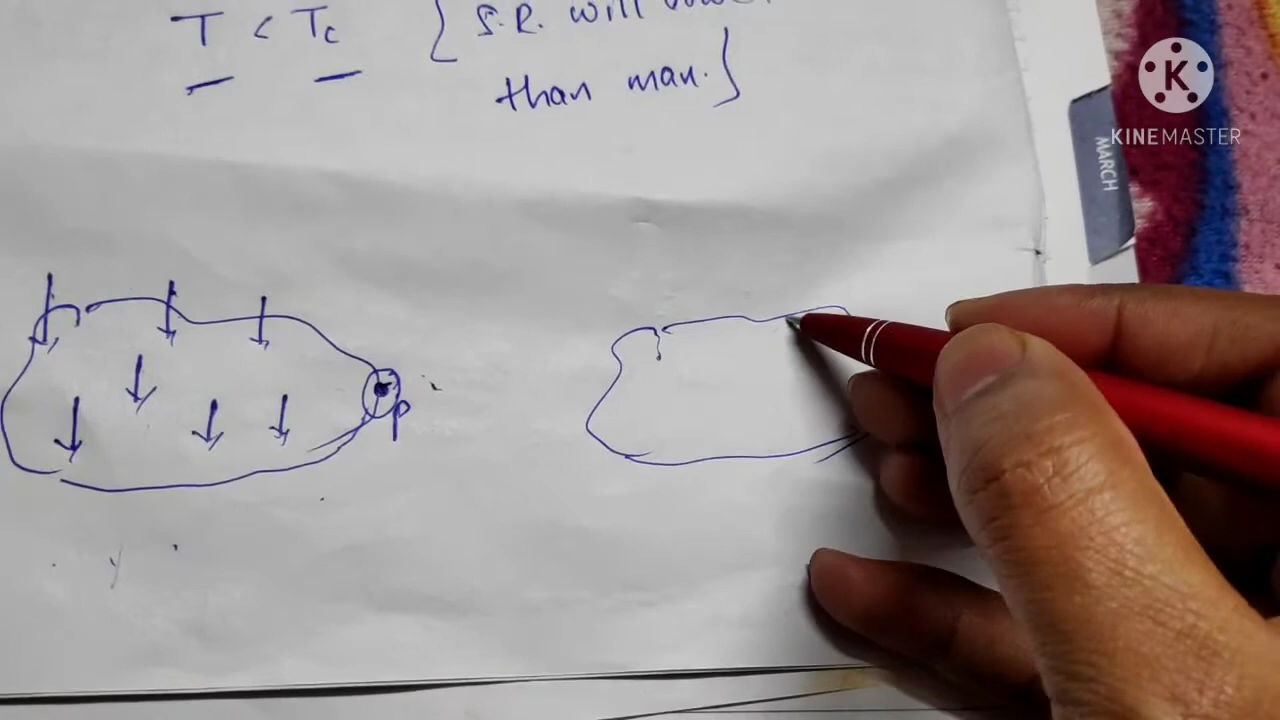 T < Tc { S.R. will
than man. }
K
KINEMASTER
MARCH
P